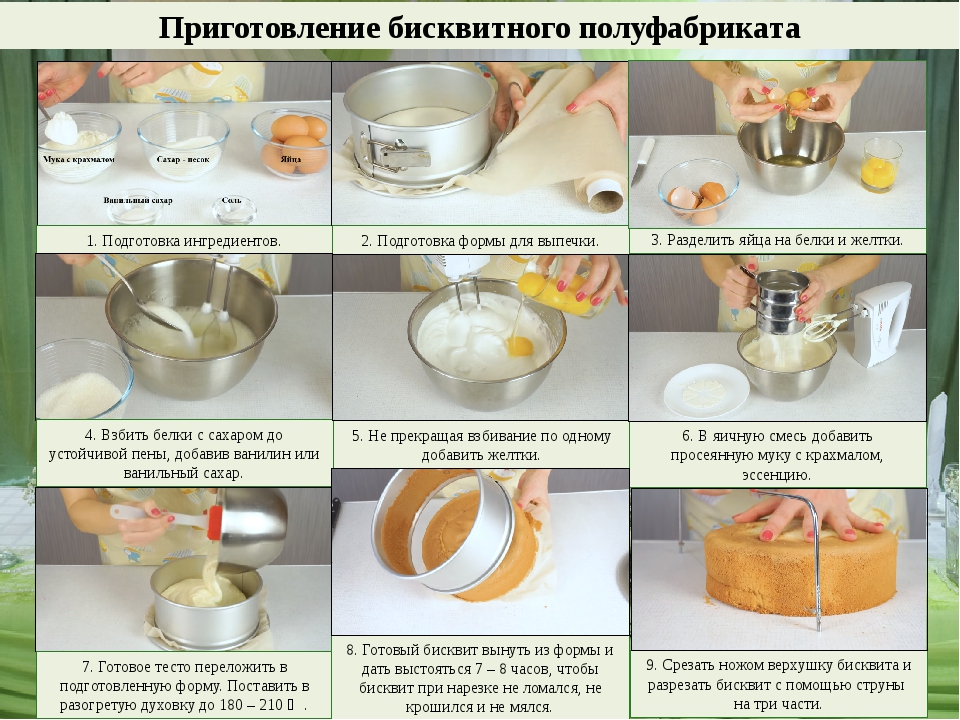 Приготовление бисквитного полуфабриката
Мука с крахмалом
Сахар - песок
Яйца
Ванильный сахар
Соль
1. Подготовка ингредиентов.
2. Подготовка формы для выпечки.
3. Разделить яйца на белки и желтки.
4. Взбить белки с сахаром до
устойчивой пены, добавив ванилин или
ванильный сахар.
5. Не прекращая взбивание по одному
добавить желтки.
6. В яичную смесь добавить
просеянную муку с крахмалом,
эссенцию.
7. Готовое тесто переложить в
подготовленную форму. Поставить в
разогретую духовку до 180 – 210 .
8. Готовый бисквит вынуть из формы и
дать выстояться 7 – 8 часов, чтобы
бисквит при нарезке не ломался, не
крошился и не мялся.
9. Срезать ножом верхушку бисквита и
разрезать бисквит с помощью струны
на три части.